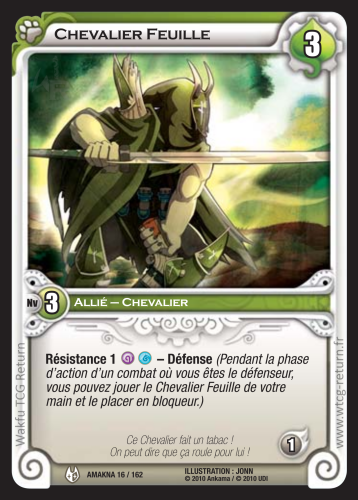 CHEVALIER FEUILLE
3
Nv 3 ALLIÉ – CHEVALIER
Résistance 1 – Défense (Pendant la phase
d'action d'un combat où vous êtes le défenseur,
vous pouvez jouer le Chevalier Feuille de votre
main et le placer en bloqueur.)
Ce Chevalier fait un tabac !
On peut dire que ça roule pour lui !
1
AMAKNA 16 / 162
ILLUSTRATION : JONN
© 2010 Ankama / © 2010 UDI
Wakfu TCG Return
www.wtcg-return.fr